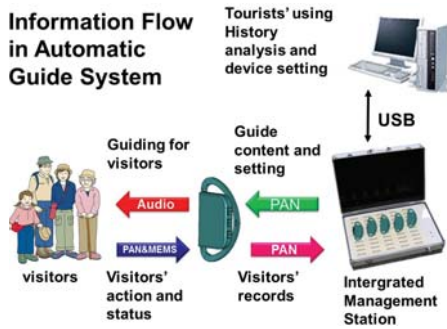 Information Flow
in Automatic
Guide System
Tourists' using
History
analysis and
device setting
USB
Guiding for
visitors
Guide
content and
setting
Audio
PAN
PAN&MEMS
PAN
visitors
Visitors'
action and
status
Visitors'
records
Intergrated
Management
Station